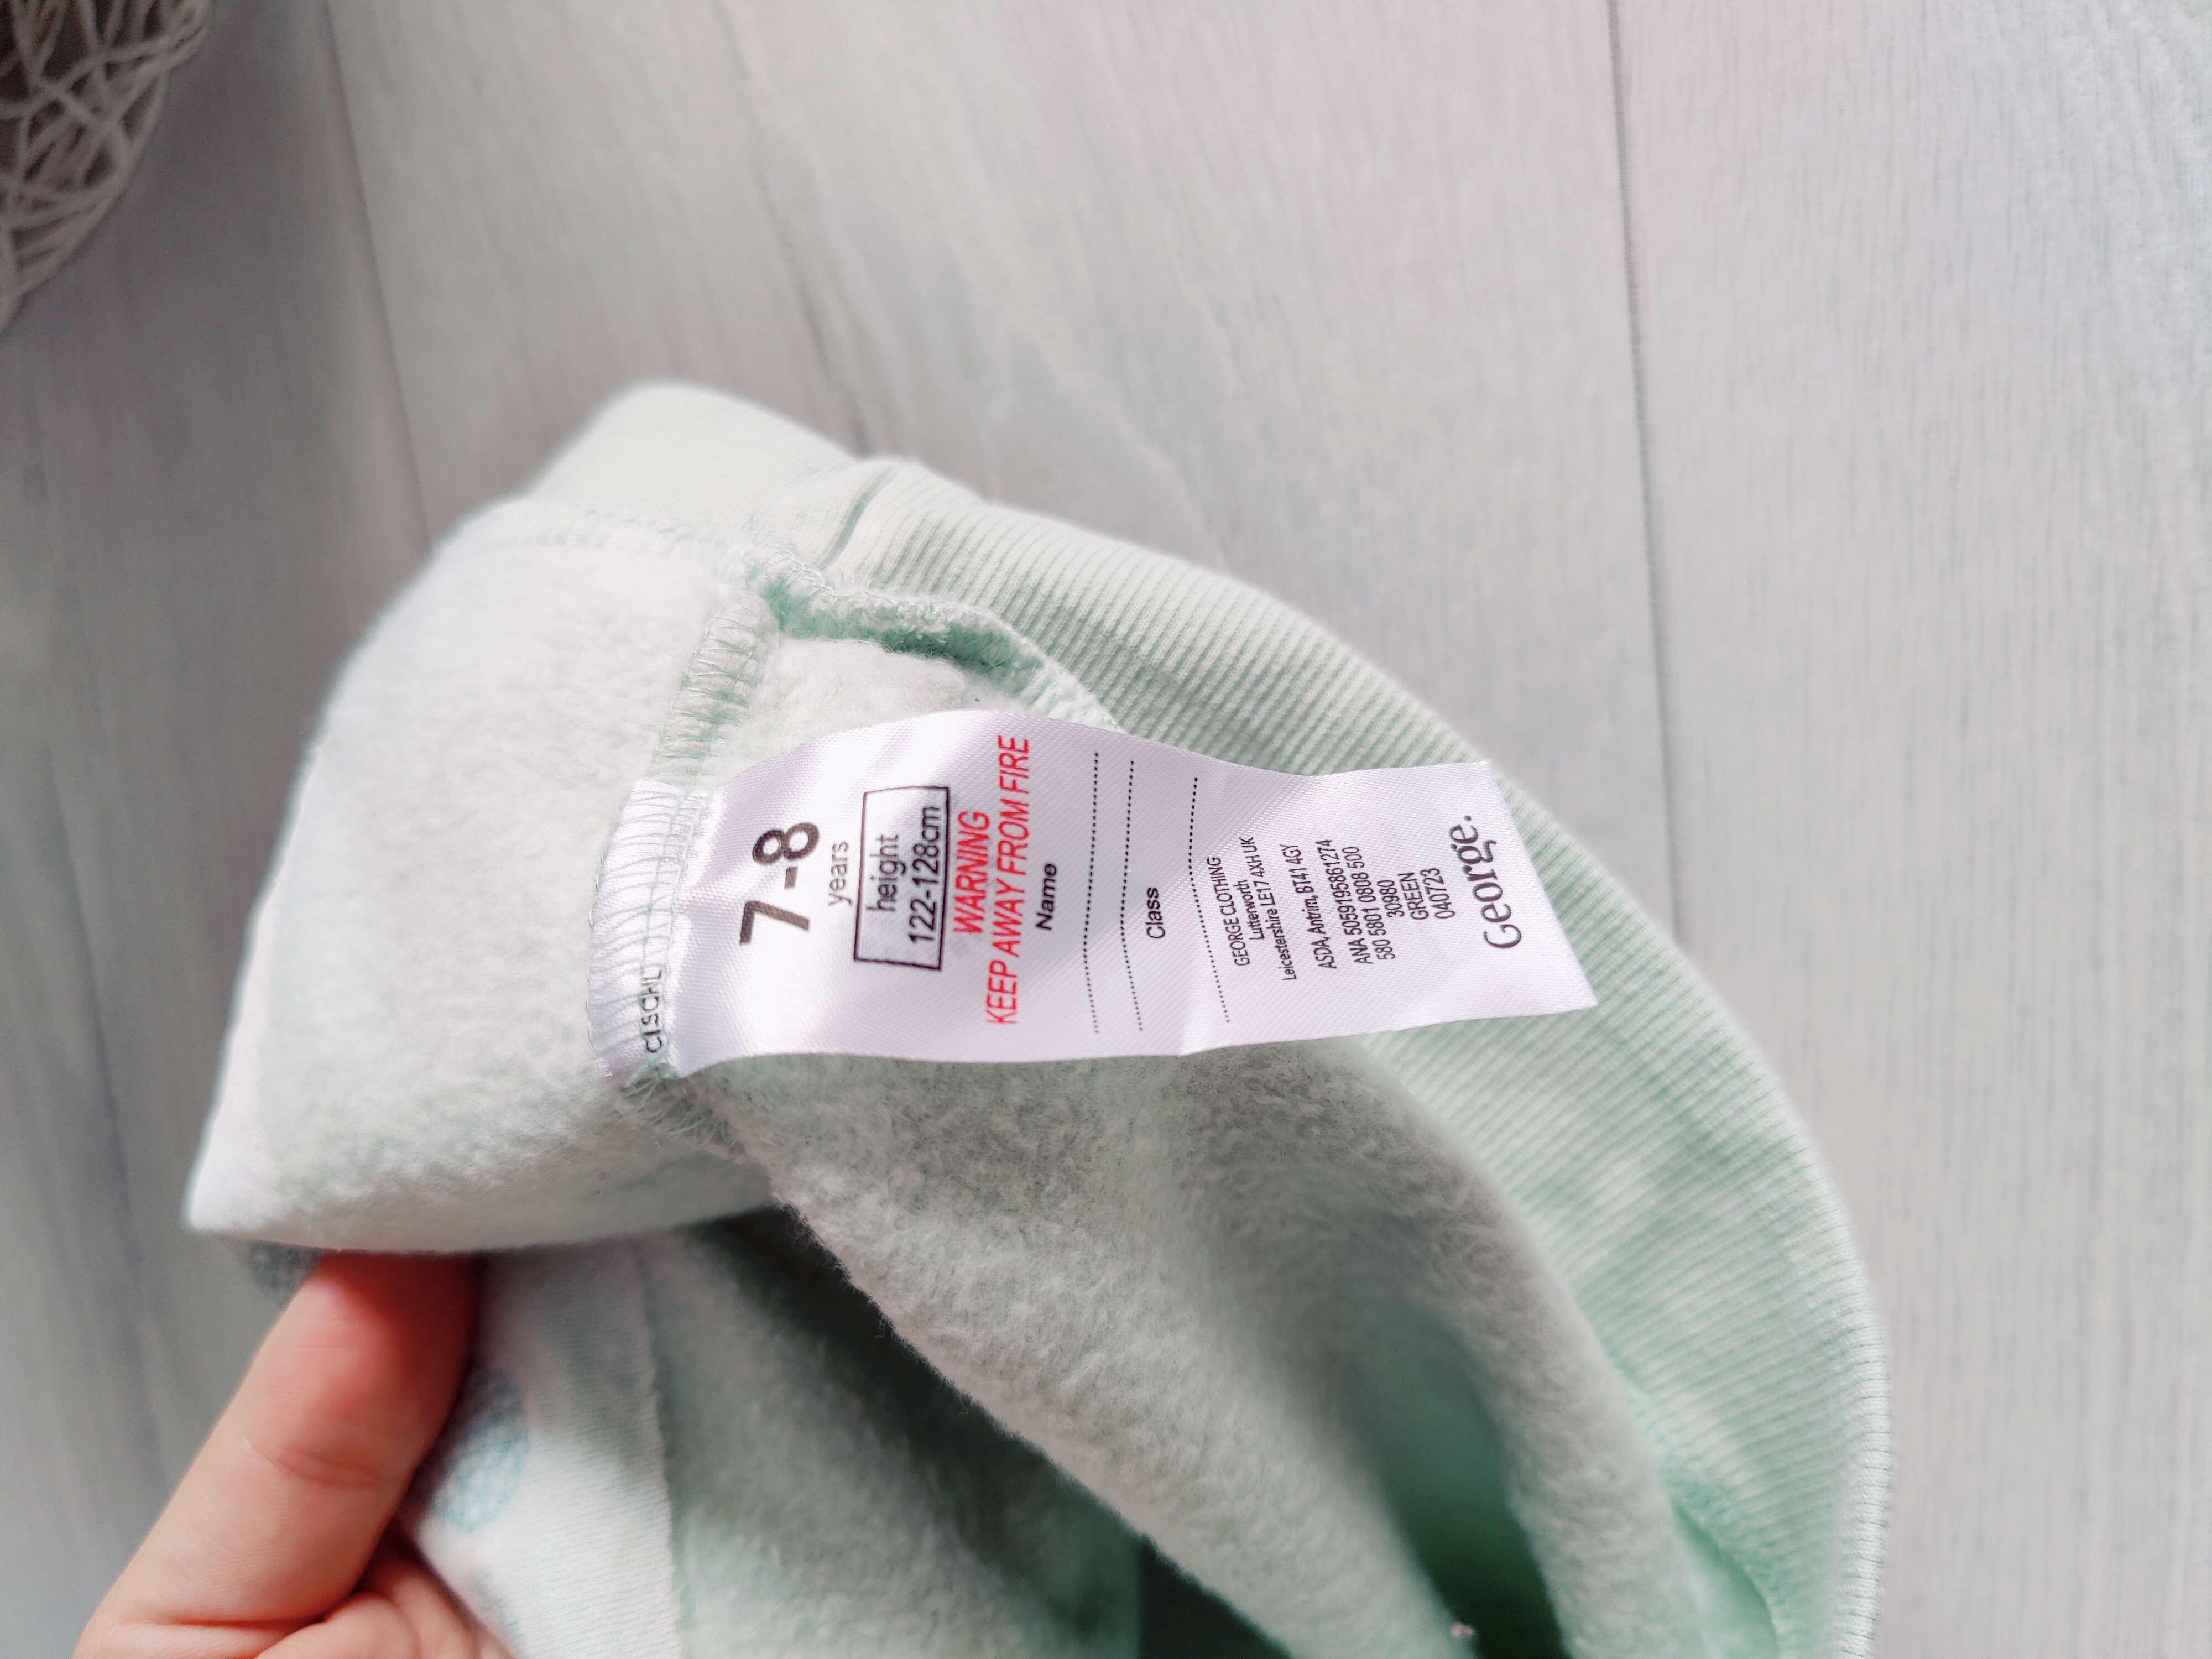 7-8
years
height
122-128cm
WARNING
KEEP AWAY FROM FIRE
Name
Class
GEORGE CLOTHING
Lutterworth
Leicestershire LE17 4XH UK
ASDA, Antrim, BT41 4GY
ANA 5059195861274
580 5801 0808 500
30980
GREEN
040723
George.